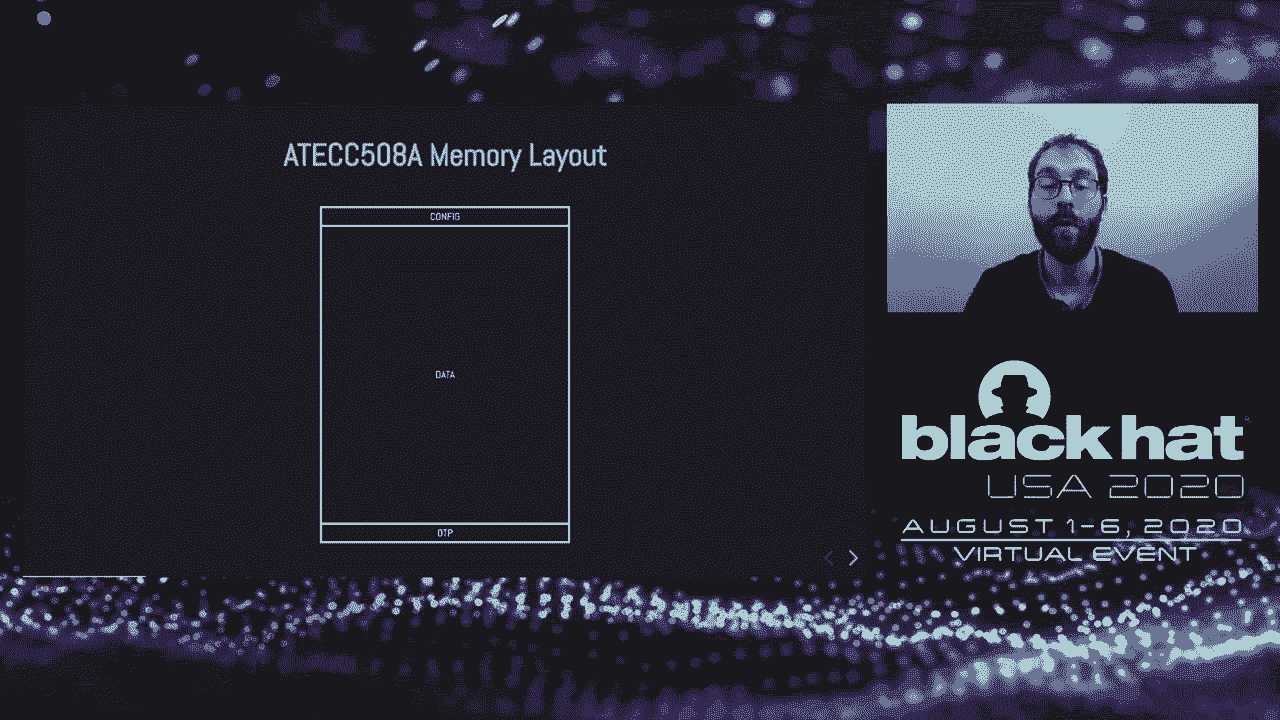 ATECC508A Memory Layout
CONFIG
DATA
OTP
black hat
USA 2020
AUGUST 1-6, 2020
VIRTUAL EVENT